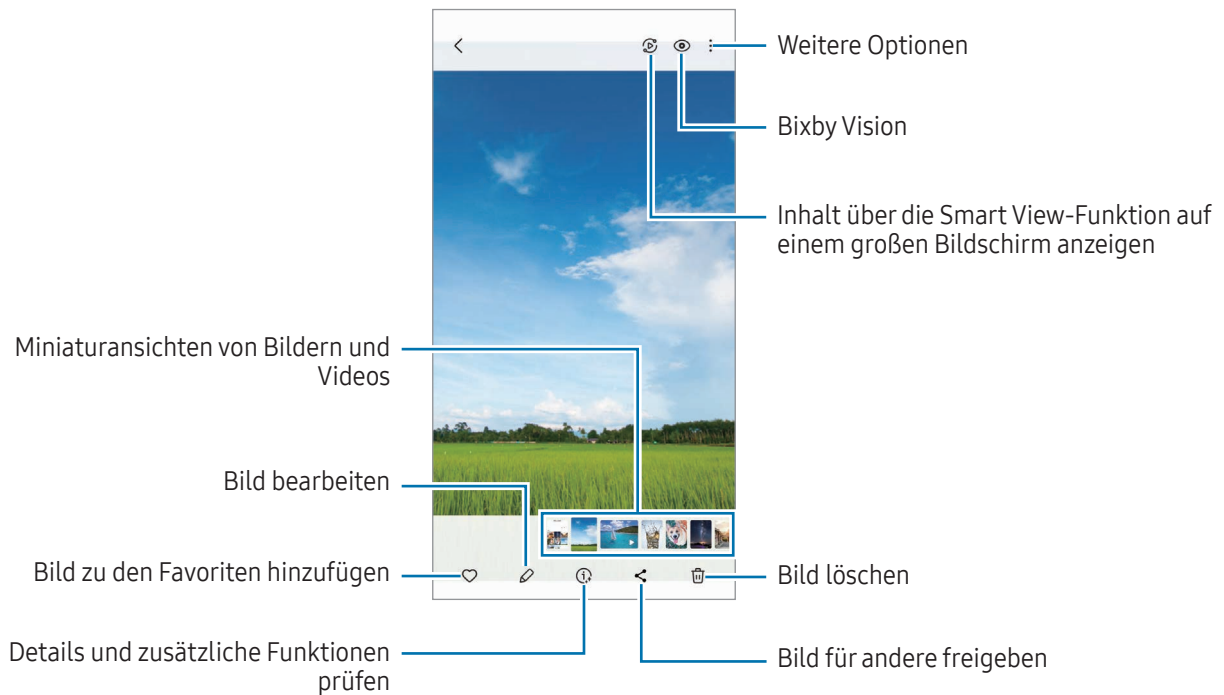 Weitere Optionen
Bixby Vision
Inhalt über die Smart View-Funktion auf
einem großen Bildschirm anzeigen
Miniaturansichten von Bildern und
Videos
Bild bearbeiten
Bild zu den Favoriten hinzufügen
Bild löschen
Details und zusätzliche Funktionen
prüfen
Bild für andere freigeben